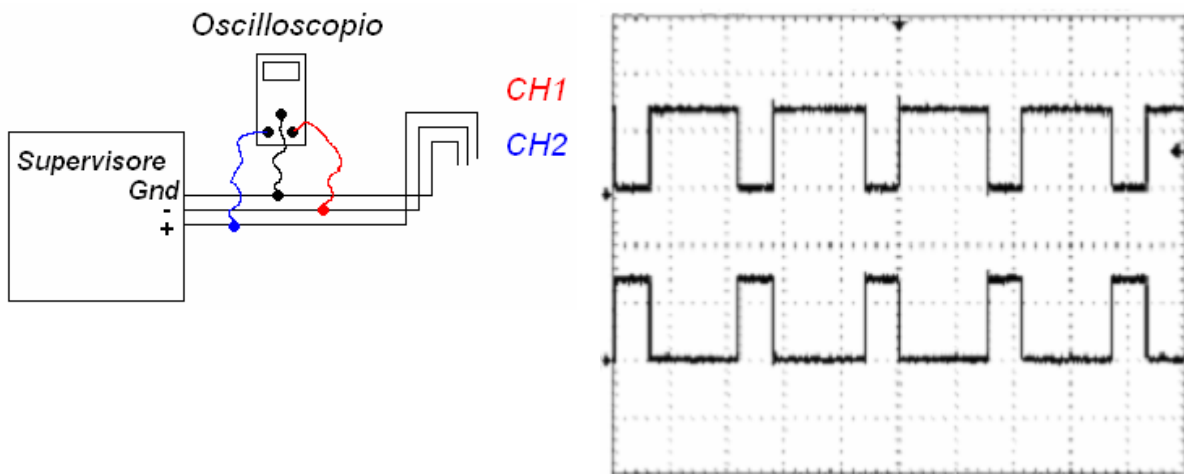 Oscilloscopio
CH1
CH2
Supervisore
Gnd
-
+